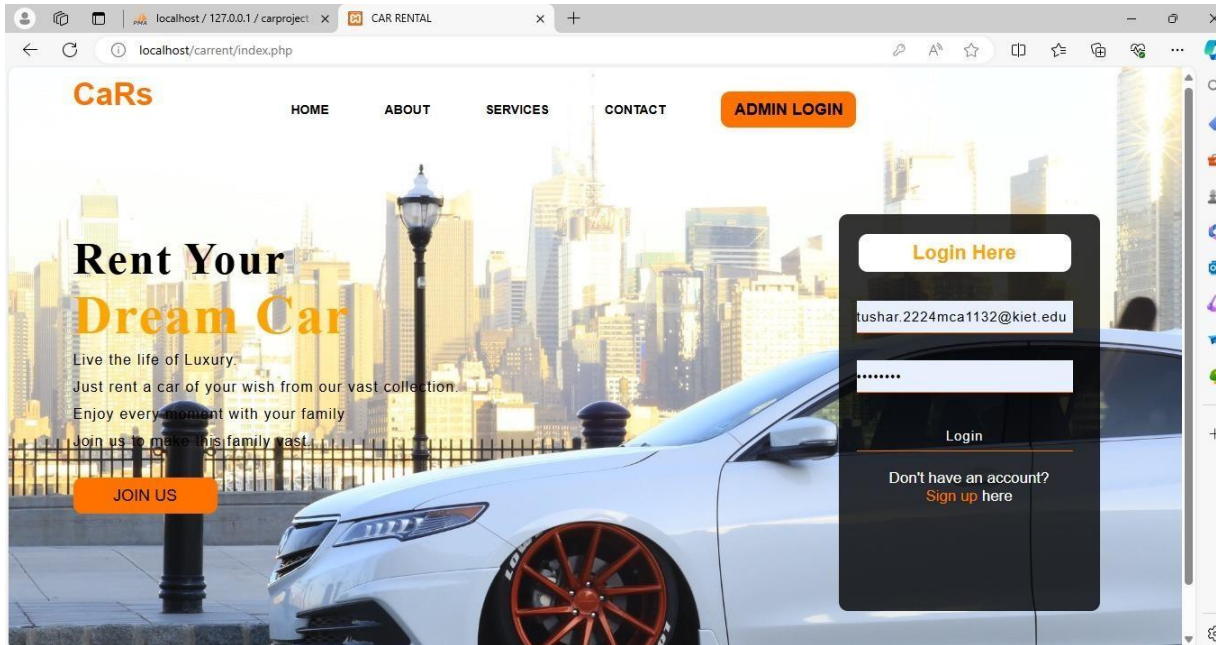 localhost / 127.0.0.1 / carproject
CAR RENTAL
localhost/carrent/index.php
CaRs
HOME
ABOUT
SERVICES
CONTACT
ADMIN LOGIN
Rent Your
Dream Car
Live the life of Luxury.
Just rent a car of your wish from our vast collection.
Enjoy every moment with your family
Join us to make this family vast.
JOIN US
Login Here
tushar.2224mca1132@kiet.edu
••••••••
Login
Don't have an account?
Sign up here